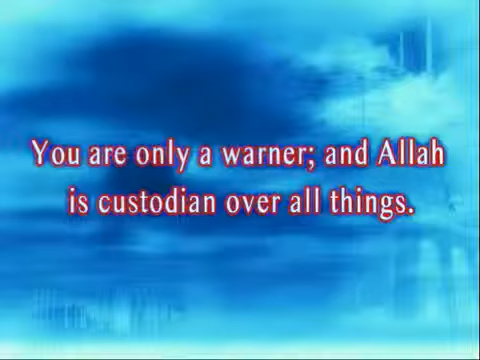 You are only a warner; and Allah
is custodian over all things.